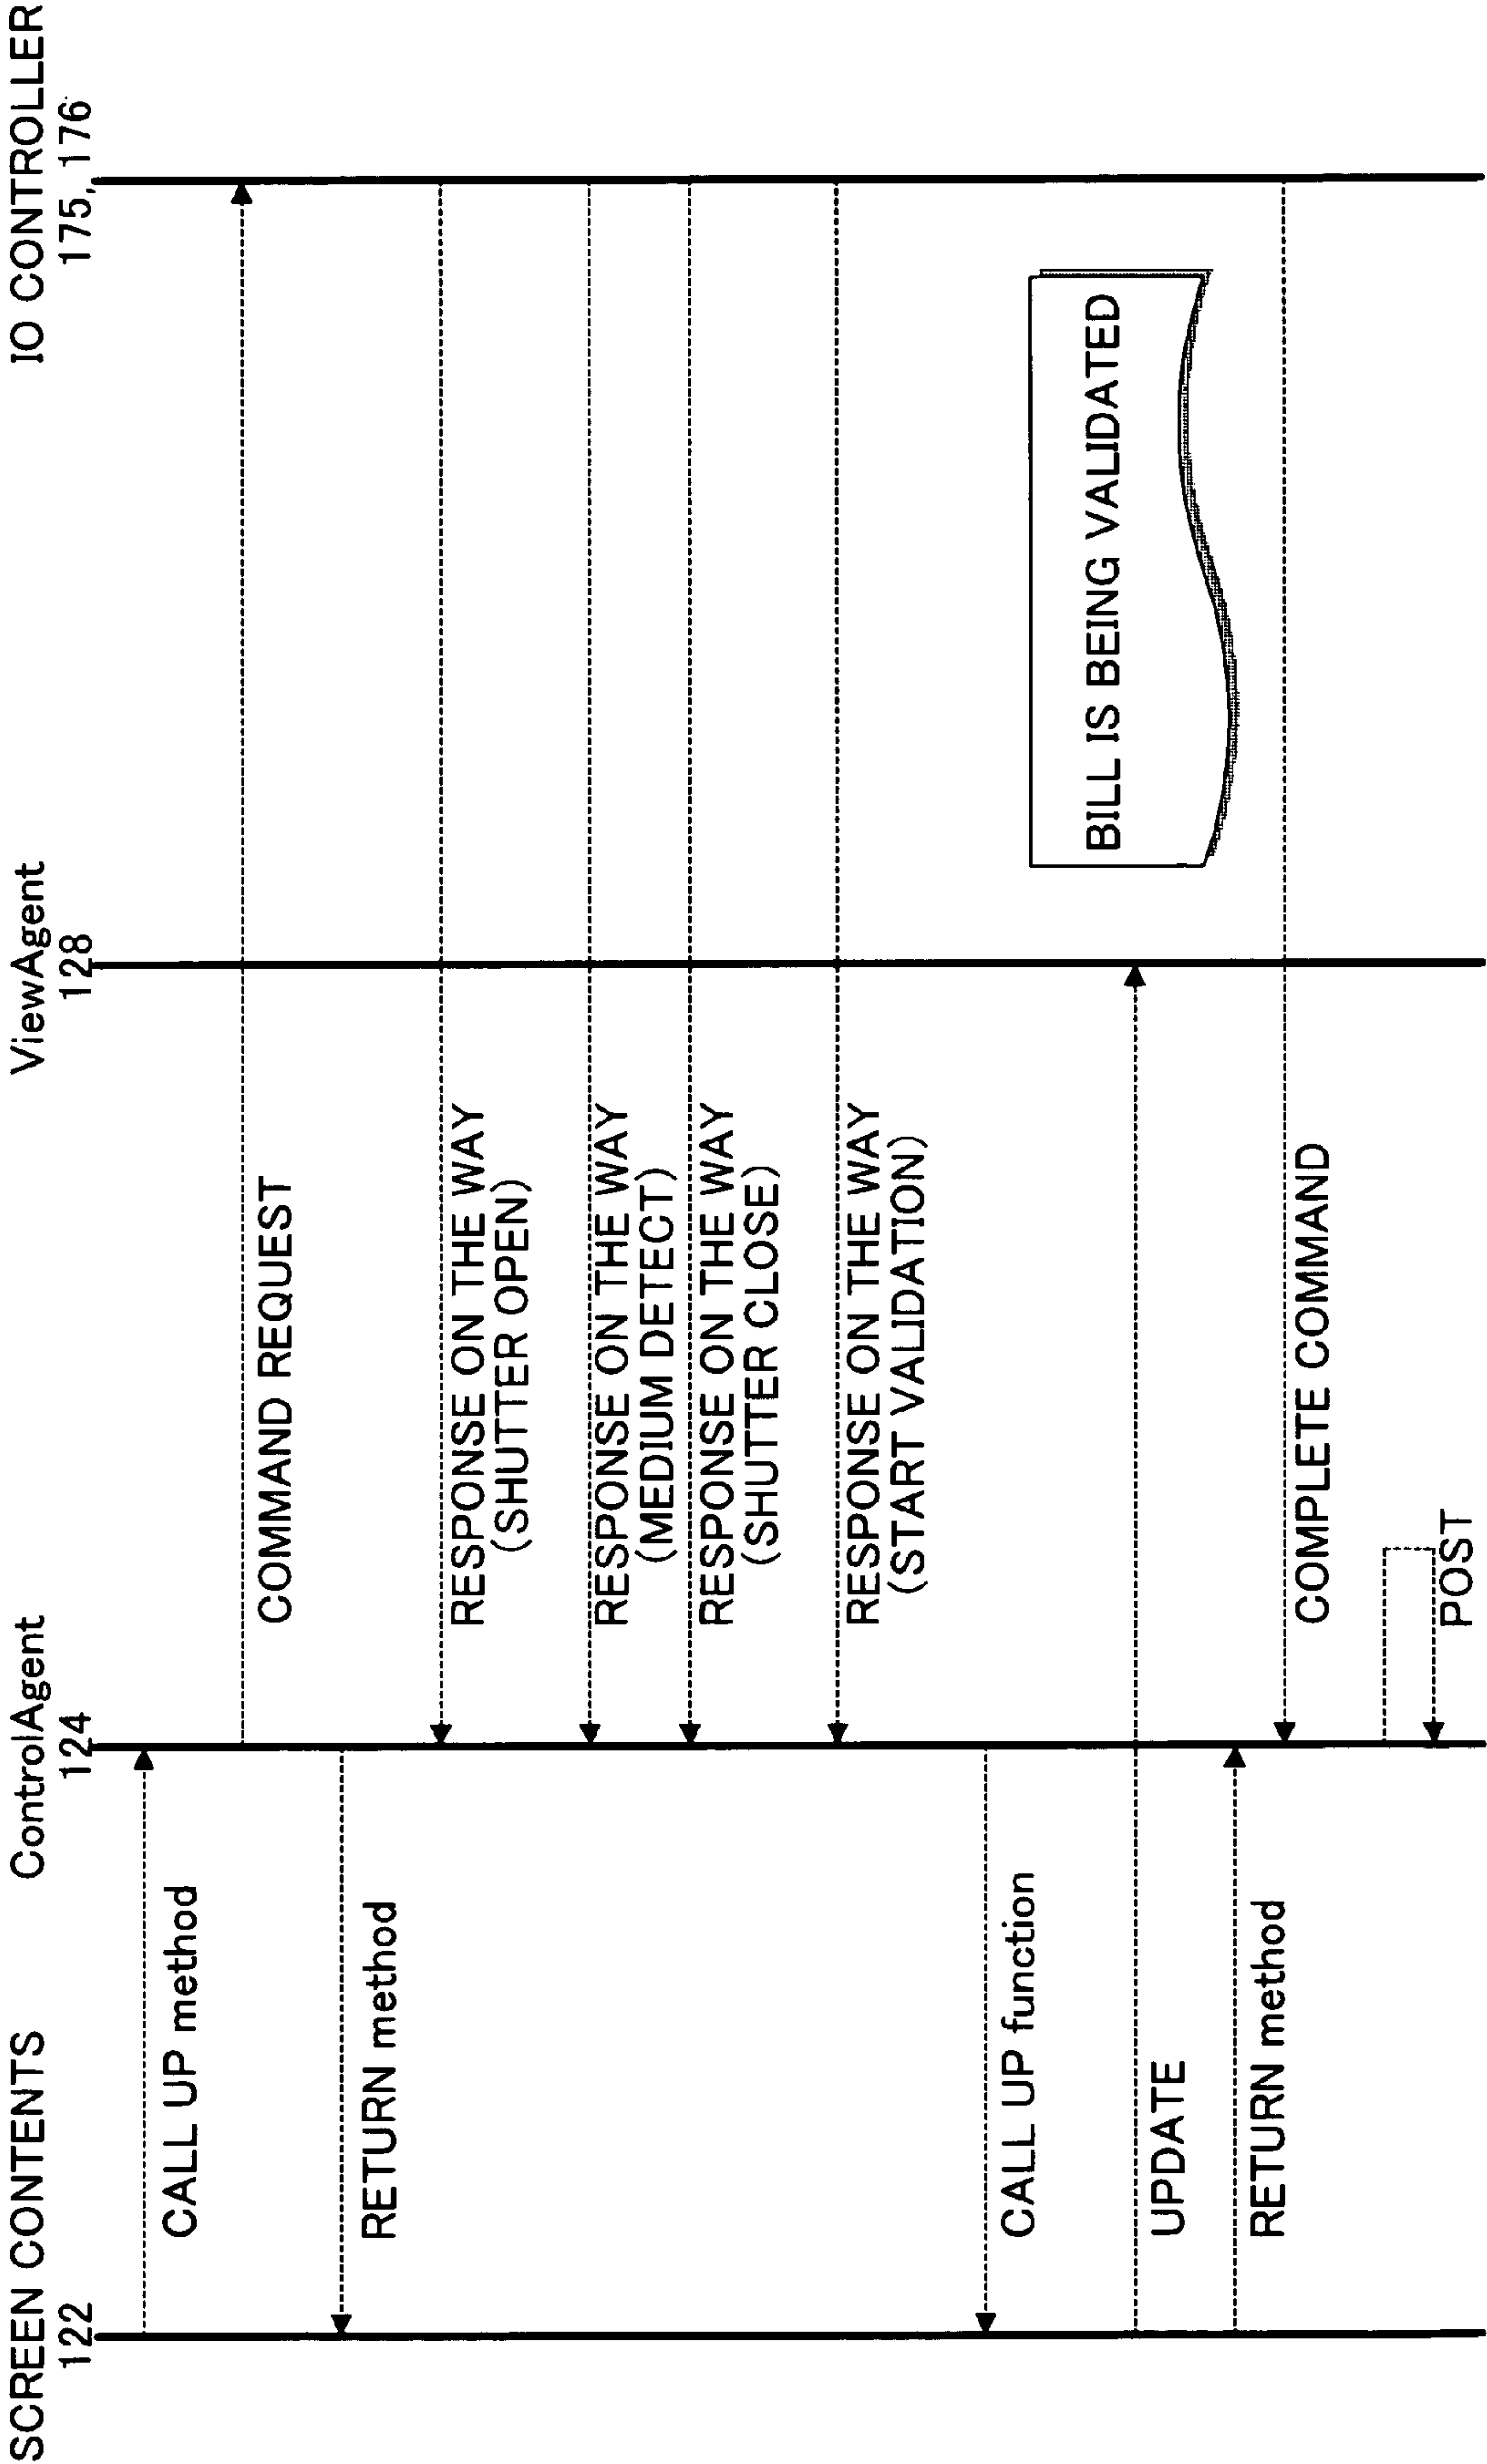 SCREEN CONTENTS
122
ControlAgent
124
ViewAgent
128
IO CONTROLLER
175, 176
CALL UP method
COMMAND REQUEST
RETURN method
RESPONSE ON THE WAY
(SHUTTER OPEN)
RESPONSE ON THE WAY
(MEDIUM DETECT)
RESPONSE ON THE WAY
(SHUTTER CLOSE)
RESPONSE ON THE WAY
(START VALIDATION)
CALL UP function
BILL IS BEING VALIDATED
UPDATE
RETURN method
COMPLETE COMMAND
POST